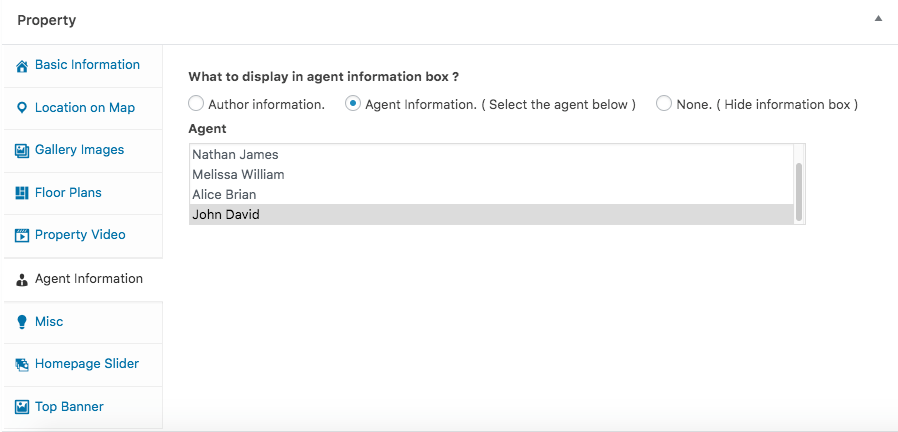 Property
Basic Information
Location on Map
Gallery Images
Floor Plans
Property Video
Agent Information
Misc
Homepage Slider
Top Banner
What to display in agent information box ?
Author information. Agent Information. ( Select the agent below ) None. ( Hide information box )
Agent
Nathan James
Melissa William
Alice Brian
John David